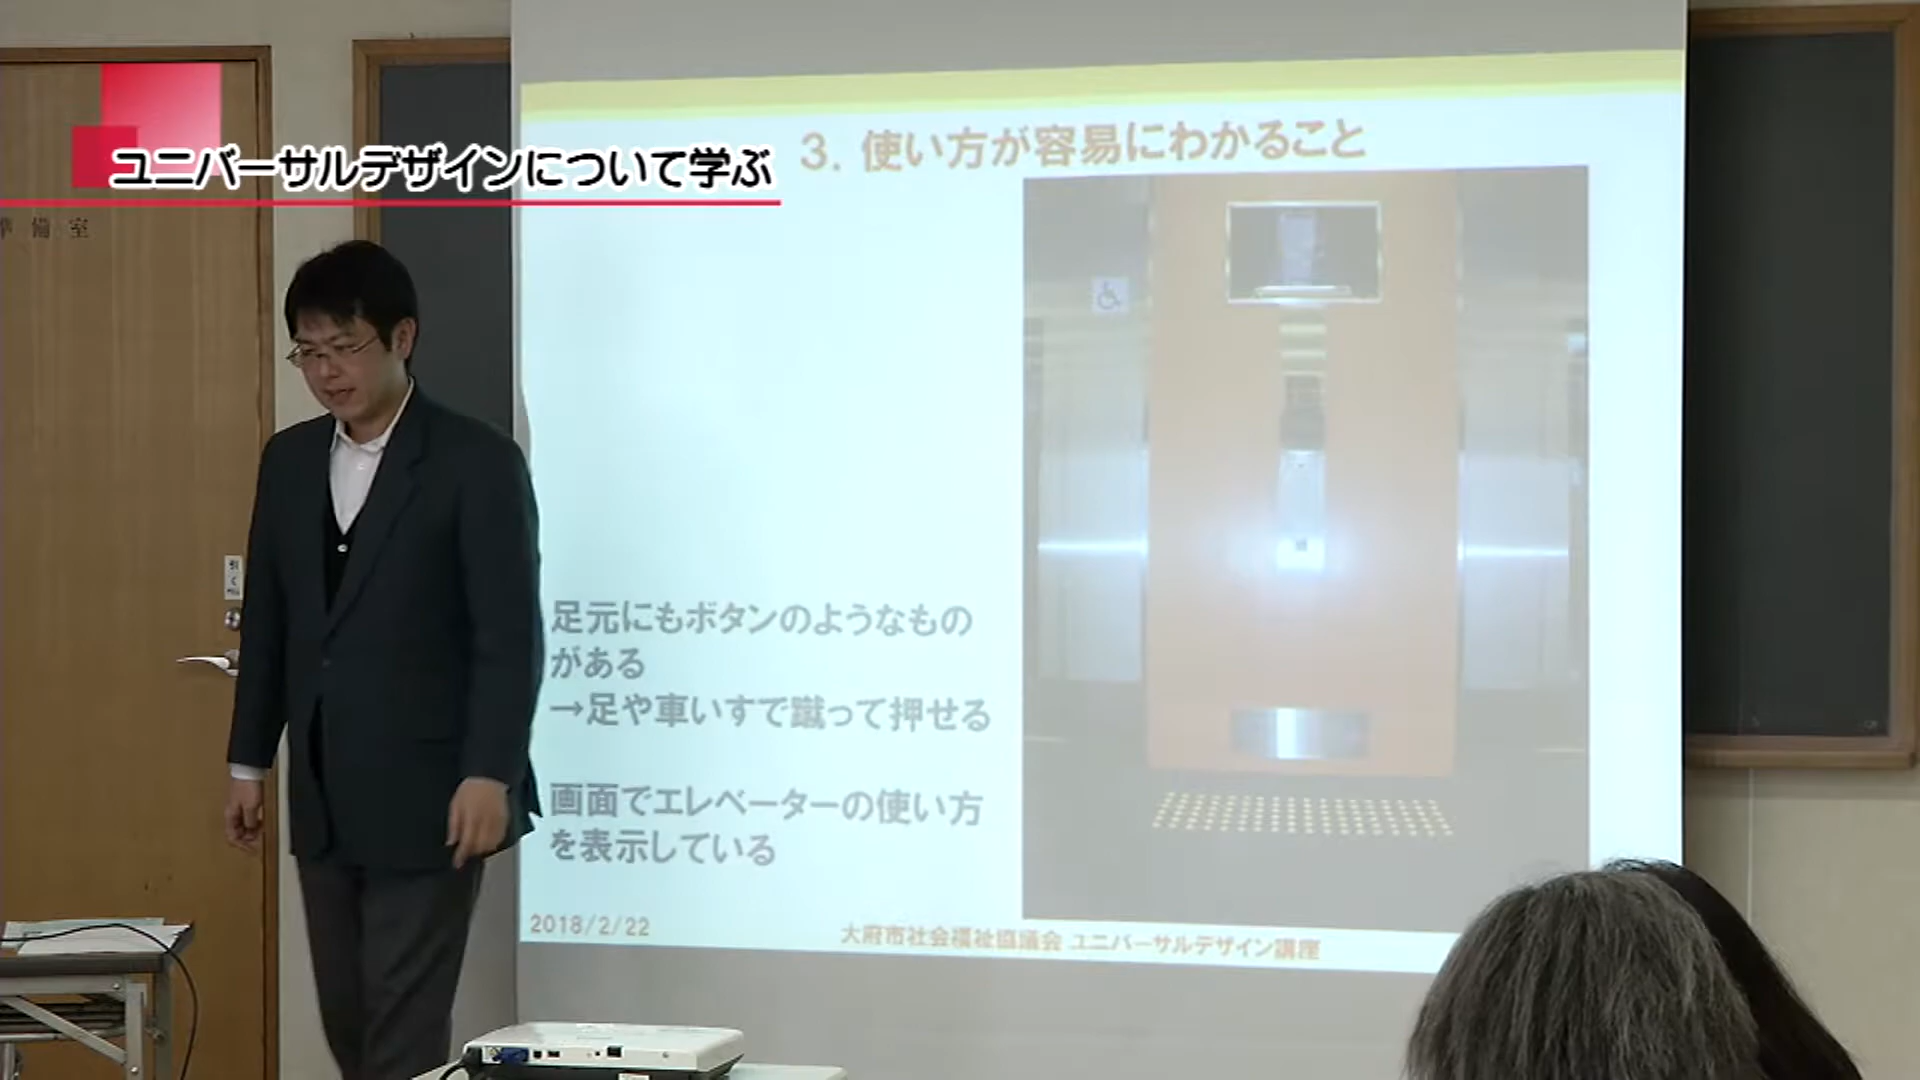 ユニバーサルデザインについて学ぶ
3. 使い方が容易にわかること
準備室
引く
足元にもボタンのようなもの
がある
→足や車いすで蹴って押せる
画面でエレベーターの使い方
を表示している
2018/2/22
大府市社会福祉協議会 ユニバーサルデザイン講座